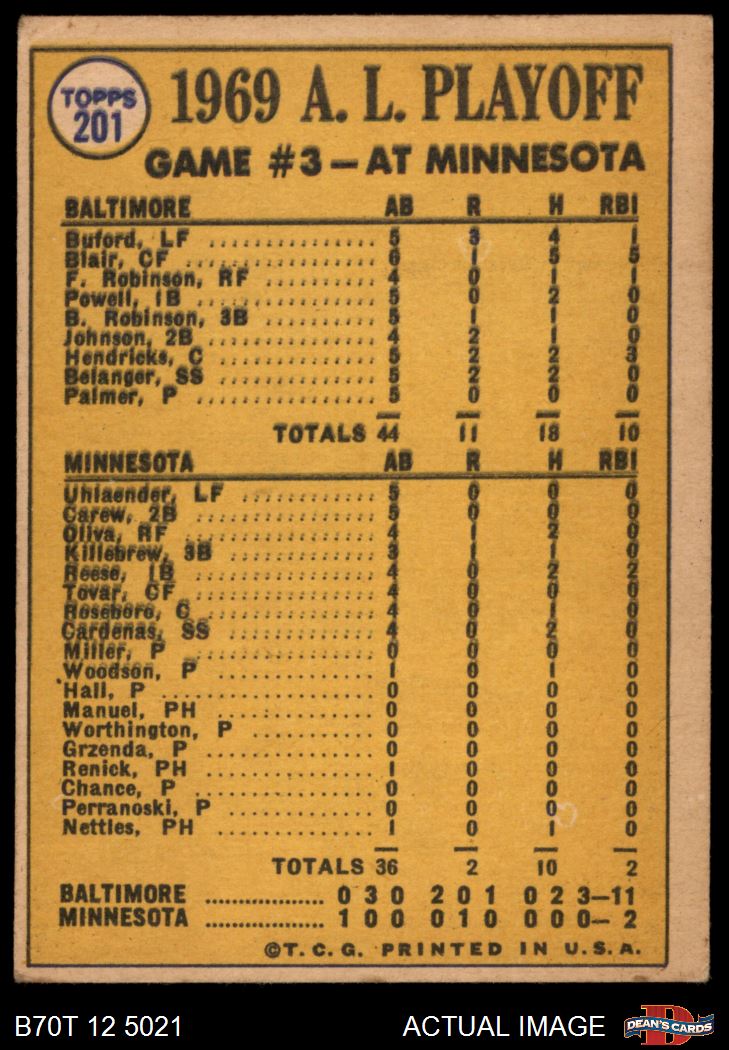 TOPPS
201
1969 A. L. PLAYOFF
GAME #3—AT MINNESOTA
BALTIMORE AB R H RBI
Buford, LF ................ 5 3 4 1
Blair, CF ................ 6 1 5 5
F. Robinson, RF ............ 4 0 1 1
Powell, 1B ................ 5 0 2 0
B. Robinson, 3B ............ 5 1 1 0
Johnson, 2B ............... 4 2 1 0
Hendricks, C .............. 5 2 2 3
Belanger, SS .............. 5 2 2 0
Palmer, P ................ 5 0 0 0
TOTALS 44 11 18 10
MINNESOTA AB R H RBI
Uhlaender, LF ............. 5 0 0 0
Carew, 2B ................ 5 0 0 0
Oliva, RF ................ 4 1 2 0
Killebrew, 3B .............. 3 1 1 0
Reese, 1B ................ 4 0 2 2
Tovar, CF ................ 4 0 0 0
Roseboro, C ............... 4 0 1 0
Cardenas, SS .............. 4 0 2 0
Miller, P ................ 0 0 0 0
Woodson, P ................ 1 0 1 0
Hall, P .................. 0 0 0 0
Manuel, PH .............. 0 0 0 0
Worthington, P .......... 0 0 0 0
Grzenda, P ............... 0 0 0 0
Renick, PH ............... 1 0 0 0
Chance, P ................ 0 0 0 0
Perranoski, P ............ 0 0 0 0
Nettles, PH .............. 1 0 1 0
TOTALS 36 2 10 2
BALTIMORE .................. 0 3 0 2 0 1 0 2 3—11
MINNESOTA .................. 1 0 0 0 1 0 0 0 0— 2
©T. C. G. PRINTED IN U. S. A.
B70T 12 5021 ACTUAL IMAGE DEAN'S CARDS